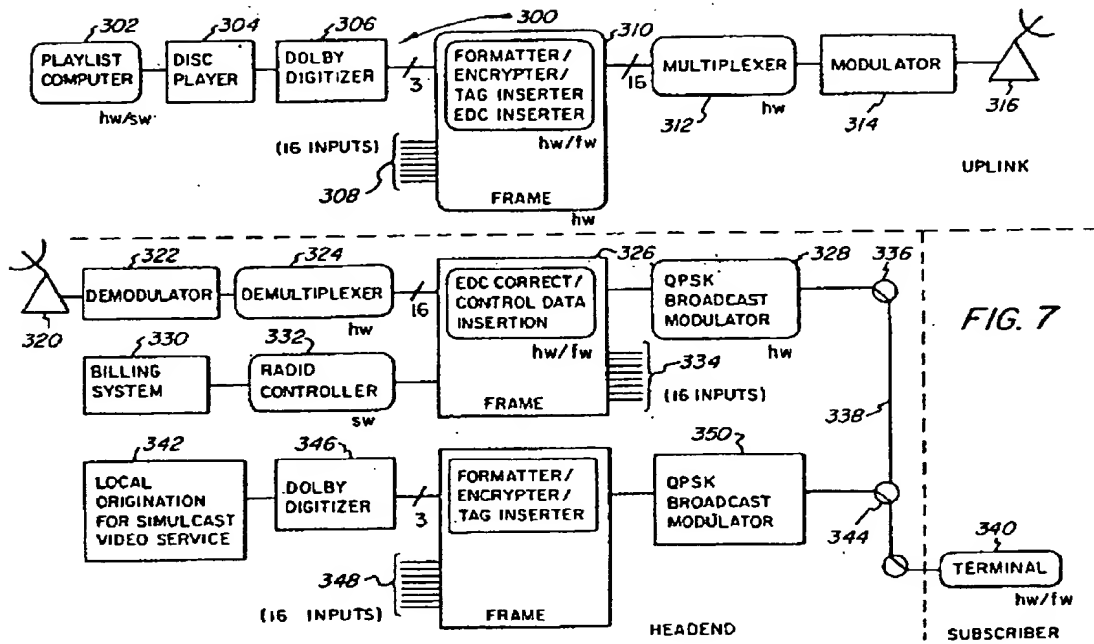 302
304
306
300
310
PLAYLIST
COMPUTER
hw/sw
DISC
PLAYER
DOLBY
DIGITIZER
3
FORMATTER/
ENCRYPTER/
TAG INSERTER
EDC INSERTER
hw/fw
16
MULTIPLEXER
hw
312
MODULATOR
314
316
(16 INPUTS)
308
FRAME
hw
UPLINK
322
324
326
328
336
320
DEMODULATOR
DEMULTIPLEXER
hw
16
EDC CORRECT/
CONTROL DATA
INSERTION
hw/fw
QPSK
BROADCAST
MODULATOR
hw
FIG. 7
330
332
BILLING
SYSTEM
RADID
CONTROLLER
sw
FRAME
334
(16 INPUTS)
338
342
346
350
LOCAL
ORIGINATION
FOR SIMULCAST
VIDEO SERVICE
DOLBY
DIGITIZER
3
FORMATTER/
ENCRYPTER/
TAG INSERTER
QPSK
BROADCAST
MODULATOR
344
340
TERMINAL
hw/fw
348
(16 INPUTS)
FRAME
HEADEND
SUBSCRIBER